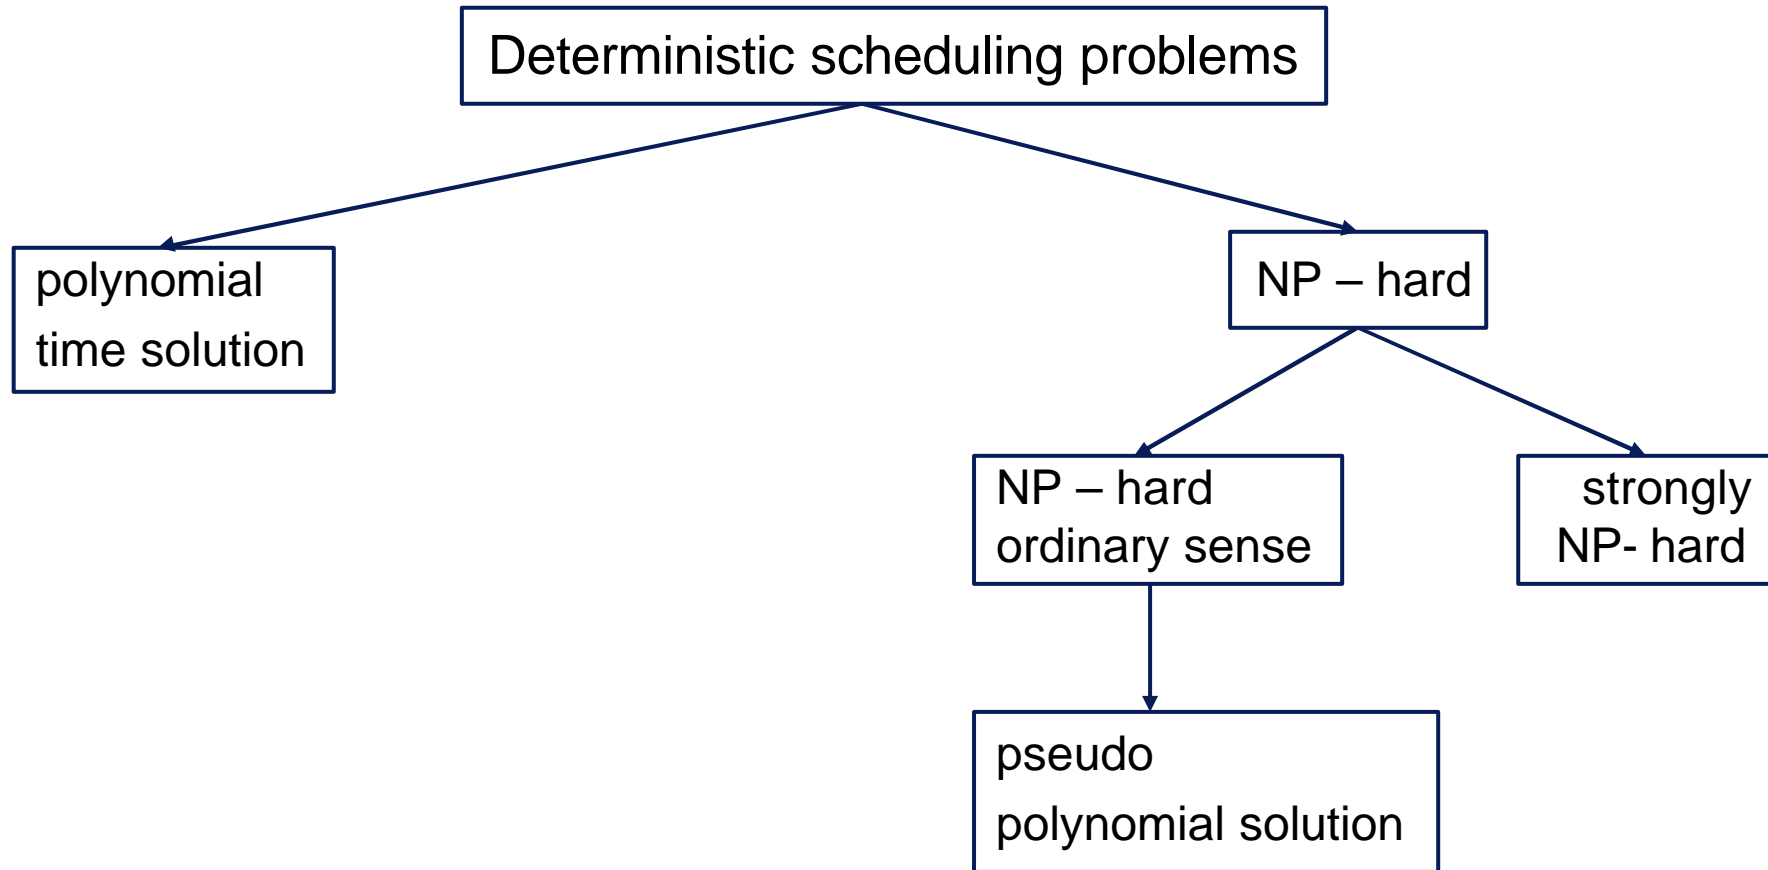 Deterministic scheduling problems
polynomial
time solution
NP – hard
NP – hard
ordinary sense
strongly
NP- hard
pseudo
polynomial solution